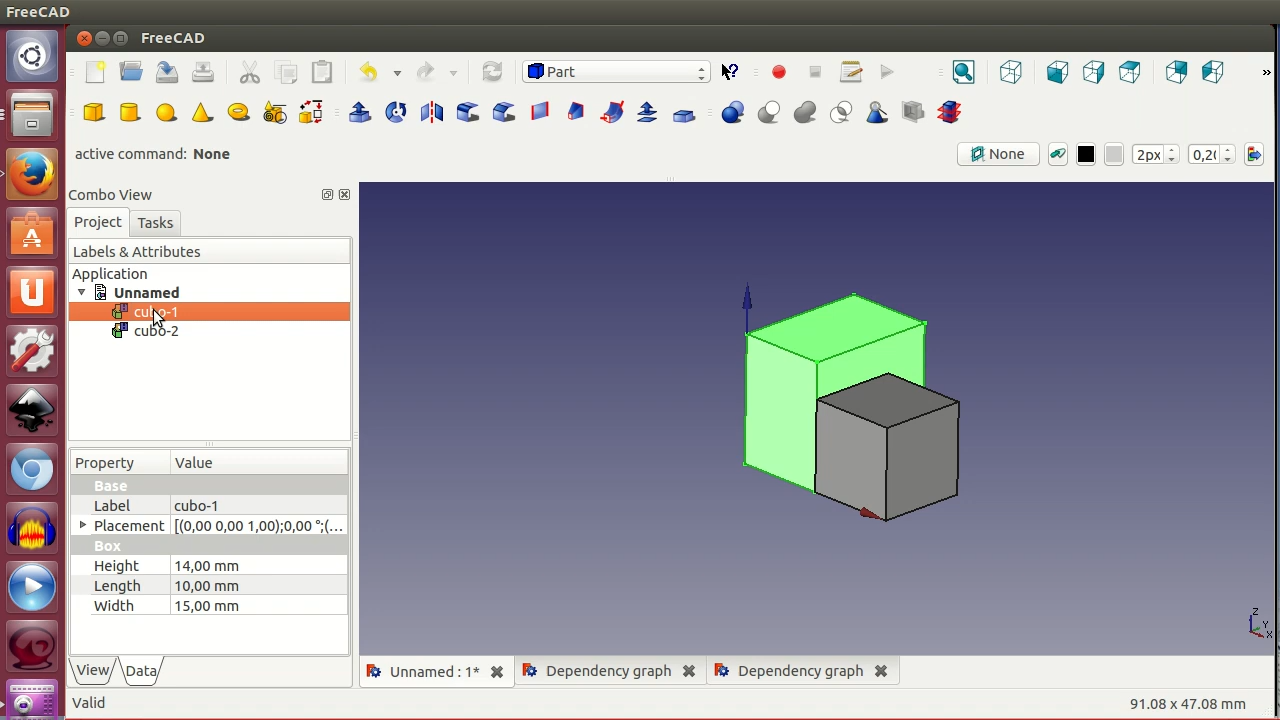 FreeCAD
FreeCAD
Part
active command: None
None
2px
0,20
Combo View
Project
Tasks
Labels & Attributes
Application
Unnamed
cubo-1
cubo-2
Property Value
Base
Label cubo-1
Placement [(0,00 0,00 1,00);0,00 °;(...
Box
Height 14,00 mm
Length 10,00 mm
Width 15,00 mm
View
Data
Z
Y
X
Unnamed : 1*
Dependency graph
Dependency graph
Valid
91.08 x 47.08 mm